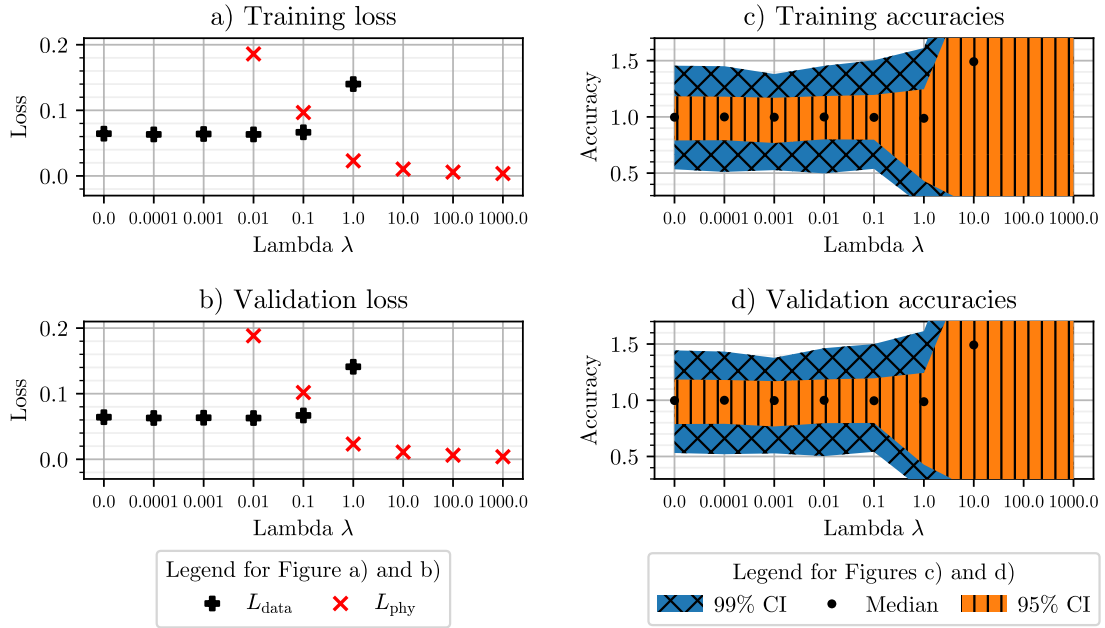 a) Training loss
0.2
0.1
0.0
Loss
0.0 0.0001 0.001 0.01 0.1 1.0 10.0 100.0 1000.0
Lambda λ
c) Training accuracies
1.5
1.0
0.5
Accuracy
0.0 0.0001 0.001 0.01 0.1 1.0 10.0 100.0 1000.0
Lambda λ
b) Validation loss
0.2
0.1
0.0
Loss
0.0 0.0001 0.001 0.01 0.1 1.0 10.0 100.0 1000.0
Lambda λ
d) Validation accuracies
1.5
1.0
0.5
Accuracy
0.0 0.0001 0.001 0.01 0.1 1.0 10.0 100.0 1000.0
Lambda λ
Legend for Figure a) and b)
L_data L_phy
Legend for Figures c) and d)
99% CI Median 95% CI